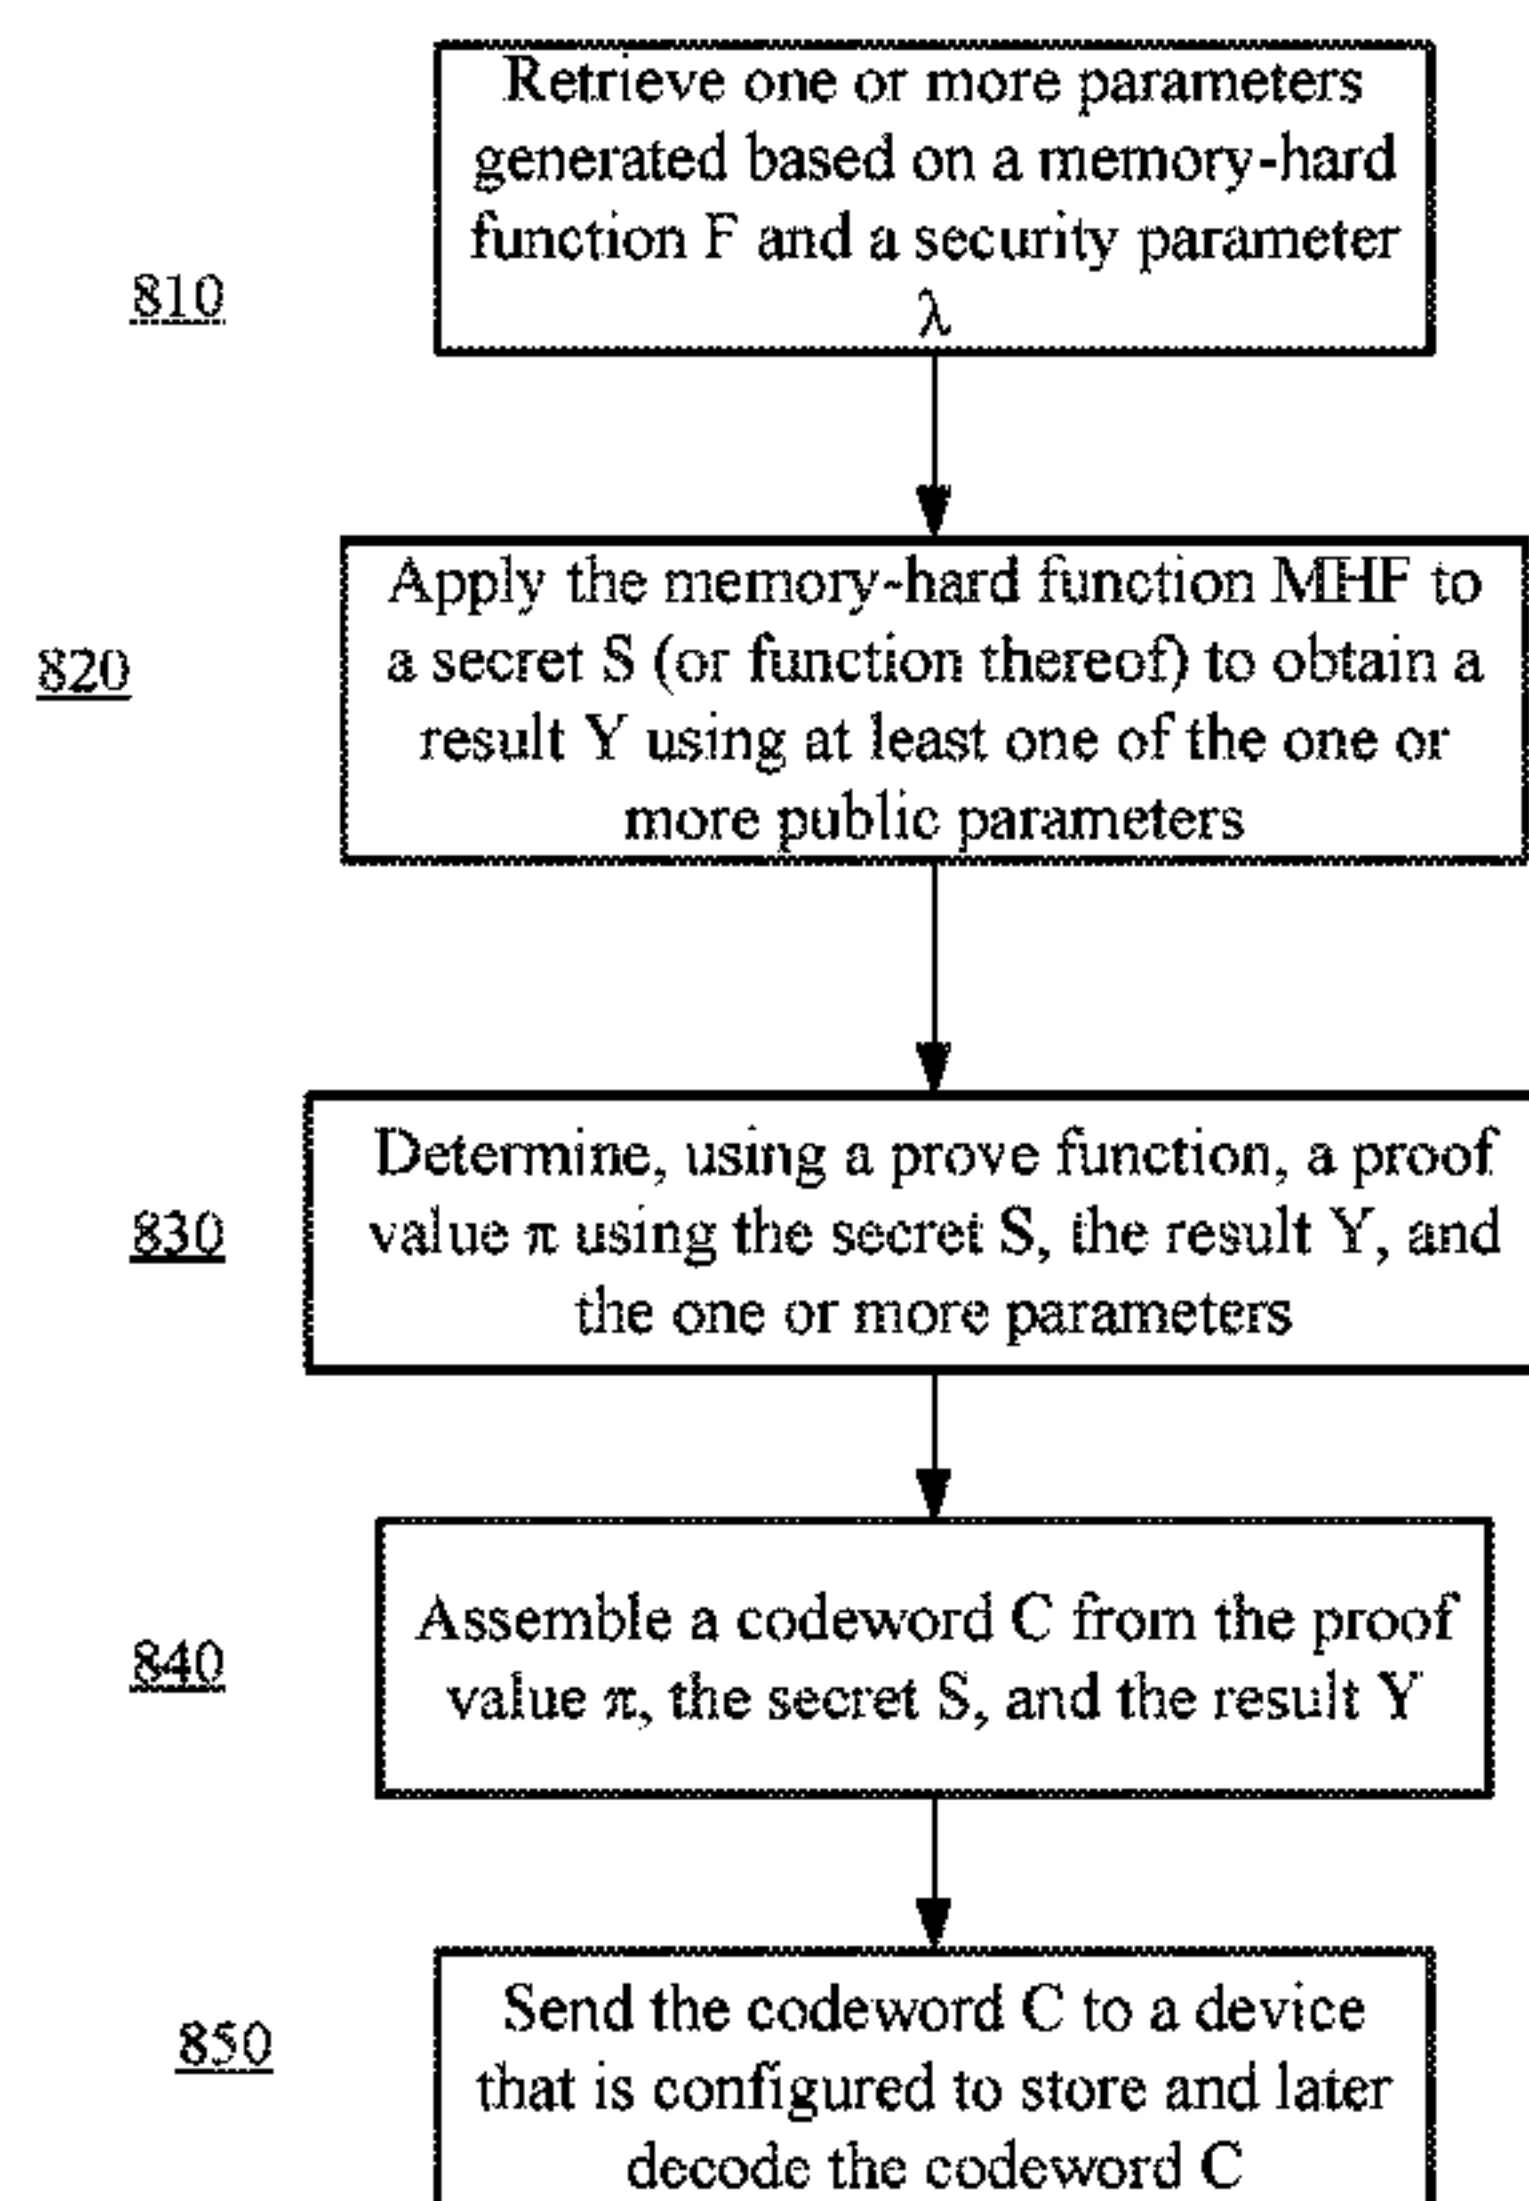 Retrieve one or more parameters
generated based on a memory-hard
function F and a security parameter
λ
810
Apply the memory-hard function MHF to
a secret S (or function thereof) to obtain a
result Y using at least one of the one or
more public parameters
820
Determine, using a prove function, a proof
value π using the secret S, the result Y, and
the one or more parameters
830
Assemble a codeword C from the proof
value π, the secret S, and the result Y
840
Send the codeword C to a device
that is configured to store and later
decode the codeword C
850